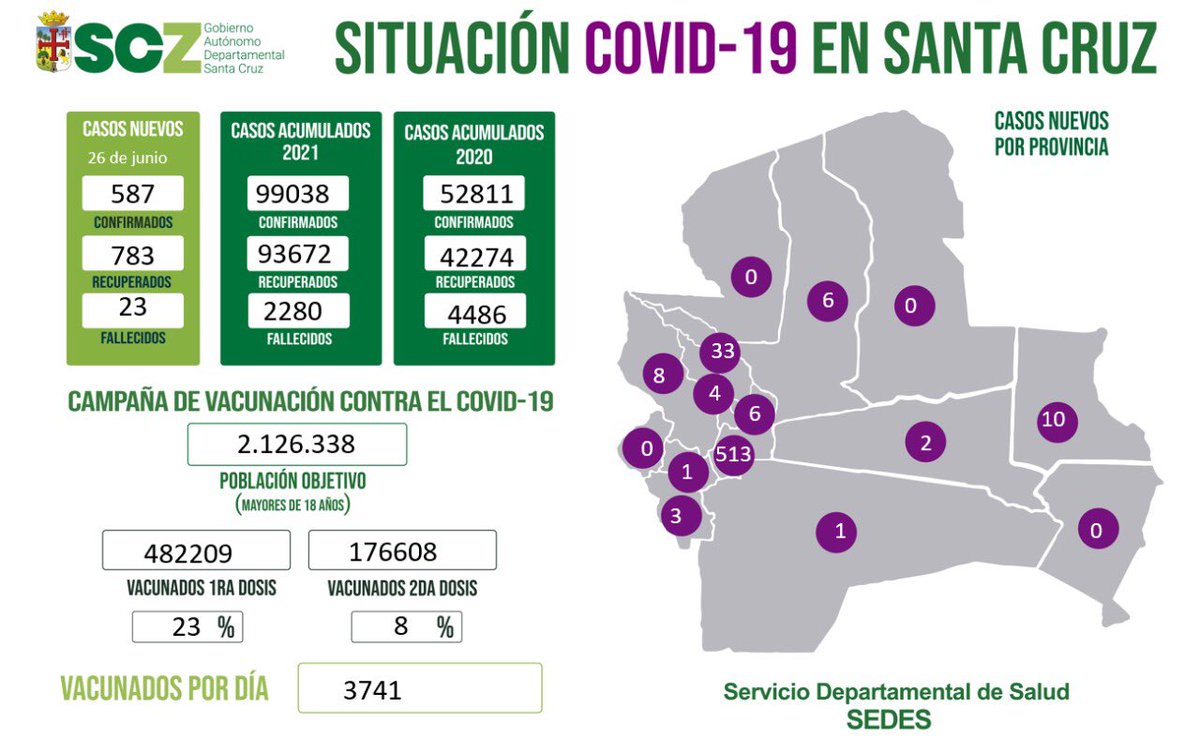 SCZ
Gobierno
Autónomo
Departamental
Santa Cruz
SITUACIÓN COVID-19 EN SANTA CRUZ
CASOS NUEVOS
26 de junio
587
CONFIRMADOS
783
RECUPERADOS
23
FALLECIDOS
CASOS ACUMULADOS
2021
99038
CONFIRMADOS
93672
RECUPERADOS
2280
FALLECIDOS
CASOS ACUMULADOS
2020
52811
CONFIRMADOS
42274
RECUPERADOS
4486
FALLECIDOS
CAMPAÑA DE VACUNACIÓN CONTRA EL COVID-19
2.126.338
POBLACIÓN OBJETIVO
(MAYORES DE 18 AÑOS)
482209
VACUNADOS 1RA DOSIS
23 %
176608
VACUNADOS 2DA DOSIS
8 %
VACUNADOS POR DÍA
3741
CASOS NUEVOS
POR PROVINCIA
0
6
0
33
8
4
6
10
0
513
2
1
3
1
0
Servicio Departamental de Salud
SEDES